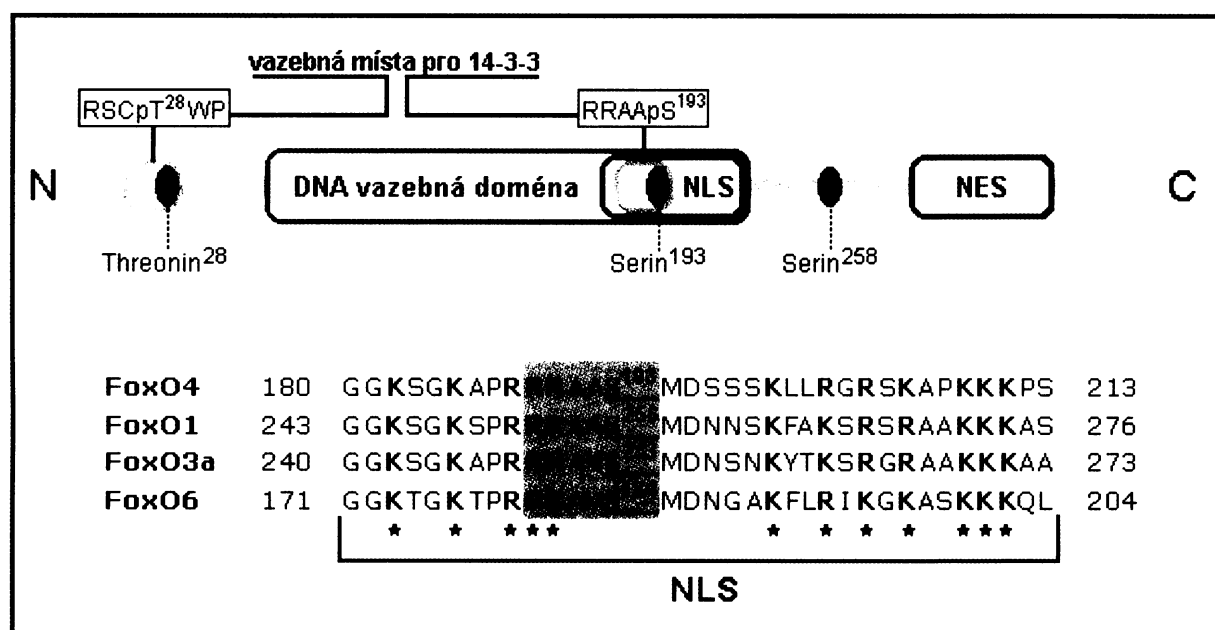 vazebná místa pro 14-3-3
RSCpT²⁸WP
RRAApS¹⁹³
N
DNA vazebná doména
NLS
NES
C
Threonin²⁸
Serin¹⁹³
Serin²⁵⁸
FoxO4 180 GGKSGKAPR MDSSSKLLRGRSKAPKKKPS 213
FoxO1 243 GGKSGKSPR MDNNSKFAKSRSRAAKKKAS 276
FoxO3a 240 GGKSGKAPR MDNSNKYTKSRGRAAKKKAA 273
FoxO6 171 GGKTGKTPR MDNGAKFLRIKGKASKKKQL 204
* * * * * * * * * * * *
NLS